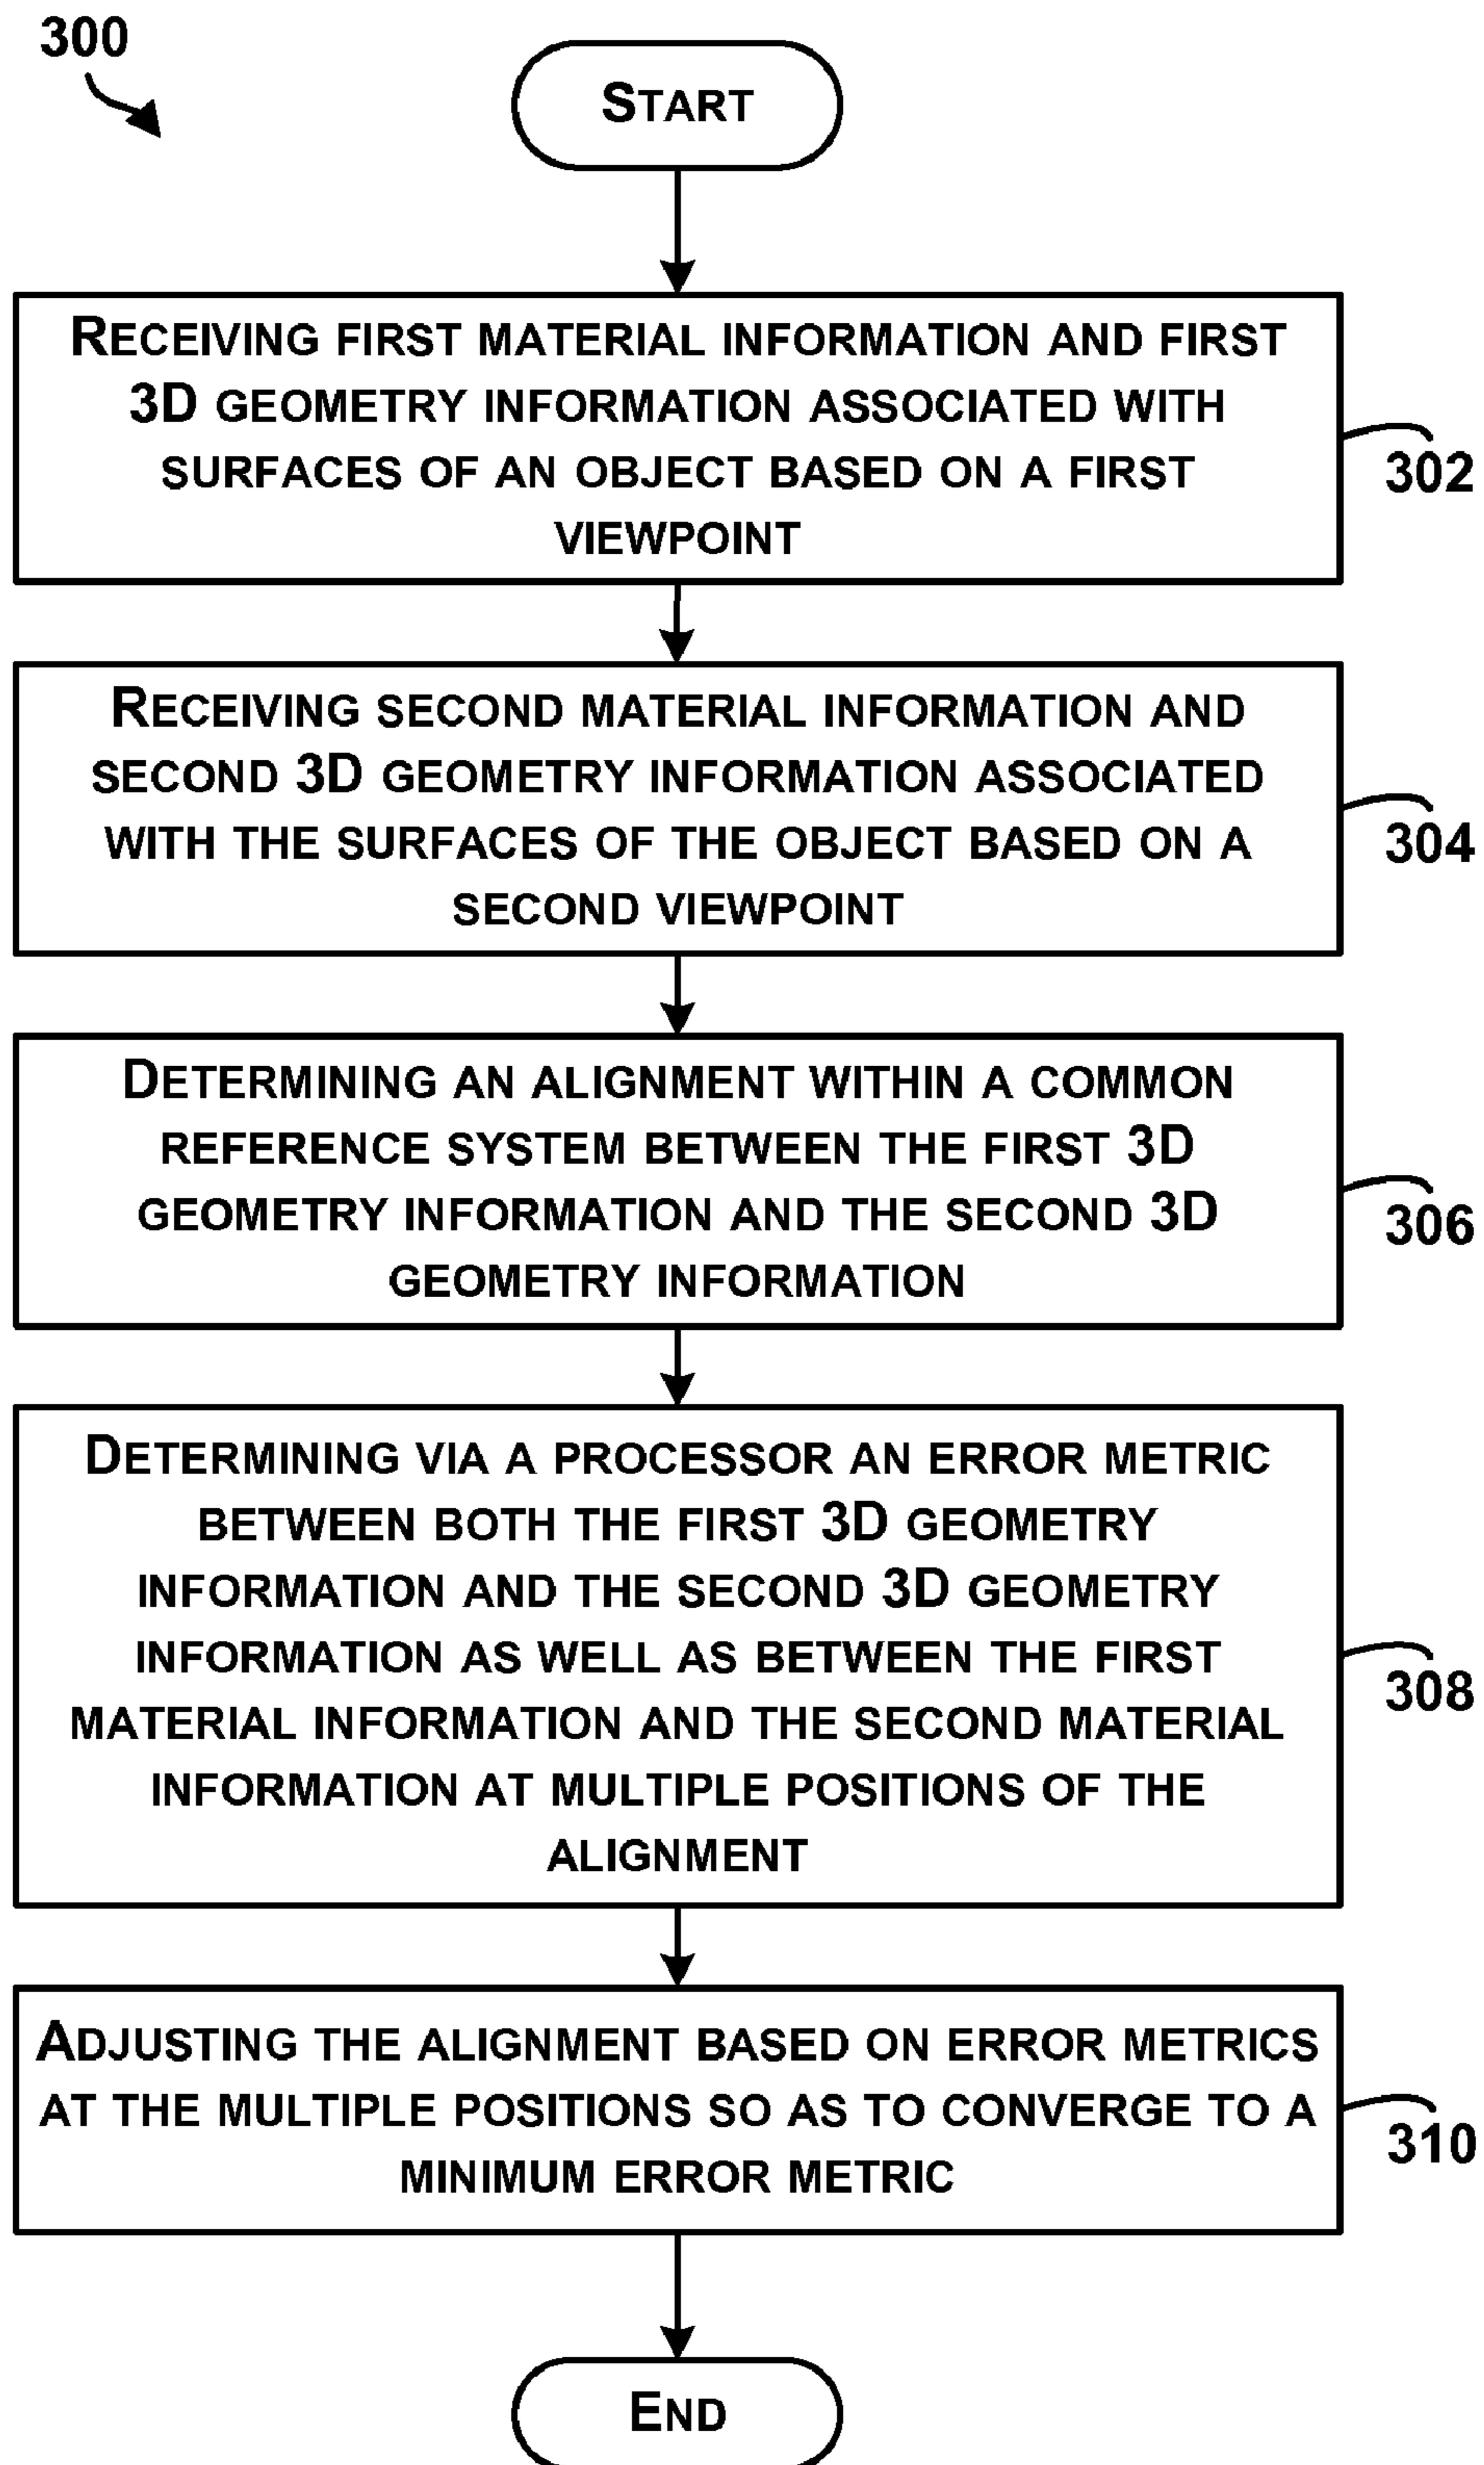 300
START
RECEIVING FIRST MATERIAL INFORMATION AND FIRST
3D GEOMETRY INFORMATION ASSOCIATED WITH
SURFACES OF AN OBJECT BASED ON A FIRST
VIEWPOINT
302
RECEIVING SECOND MATERIAL INFORMATION AND
SECOND 3D GEOMETRY INFORMATION ASSOCIATED
WITH THE SURFACES OF THE OBJECT BASED ON A
SECOND VIEWPOINT
304
DETERMINING AN ALIGNMENT WITHIN A COMMON
REFERENCE SYSTEM BETWEEN THE FIRST 3D
GEOMETRY INFORMATION AND THE SECOND 3D
GEOMETRY INFORMATION
306
DETERMINING VIA A PROCESSOR AN ERROR METRIC
BETWEEN BOTH THE FIRST 3D GEOMETRY
INFORMATION AND THE SECOND 3D GEOMETRY
INFORMATION AS WELL AS BETWEEN THE FIRST
MATERIAL INFORMATION AND THE SECOND MATERIAL
INFORMATION AT MULTIPLE POSITIONS OF THE
ALIGNMENT
308
ADJUSTING THE ALIGNMENT BASED ON ERROR METRICS
AT THE MULTIPLE POSITIONS SO AS TO CONVERGE TO A
MINIMUM ERROR METRIC
310
END